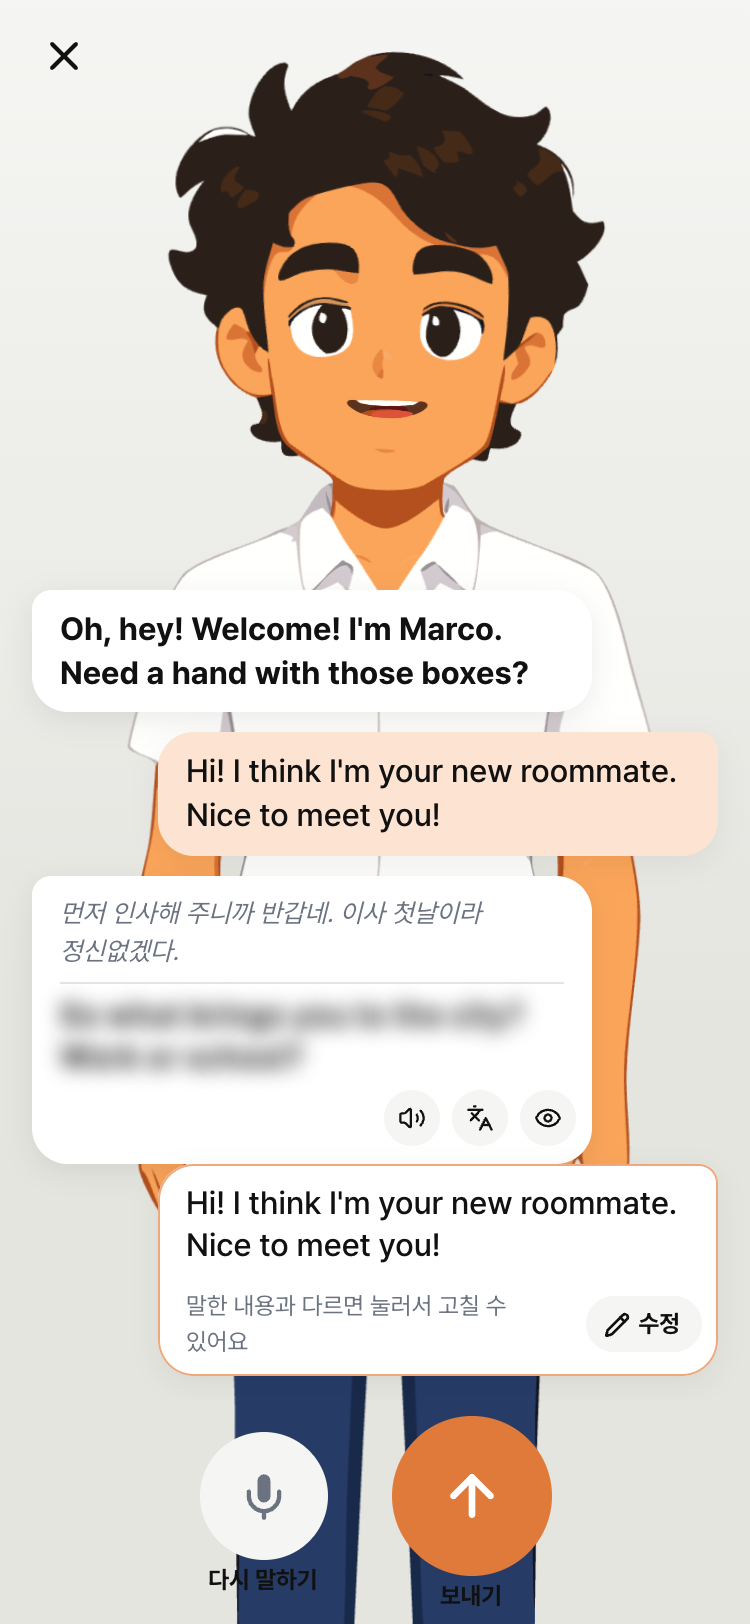 Oh, hey! Welcome! I'm Marco.
Need a hand with those boxes?
Hi! I think I'm your new roommate.
Nice to meet you!
먼저 인사해 주니까 반갑네. 이사 첫날이라
정신없겠다.
Hi! I think I'm your new roommate.
Nice to meet you!
말한 내용과 다르면 눌러서 고칠 수
있어요
수정
다시 말하기
보내기